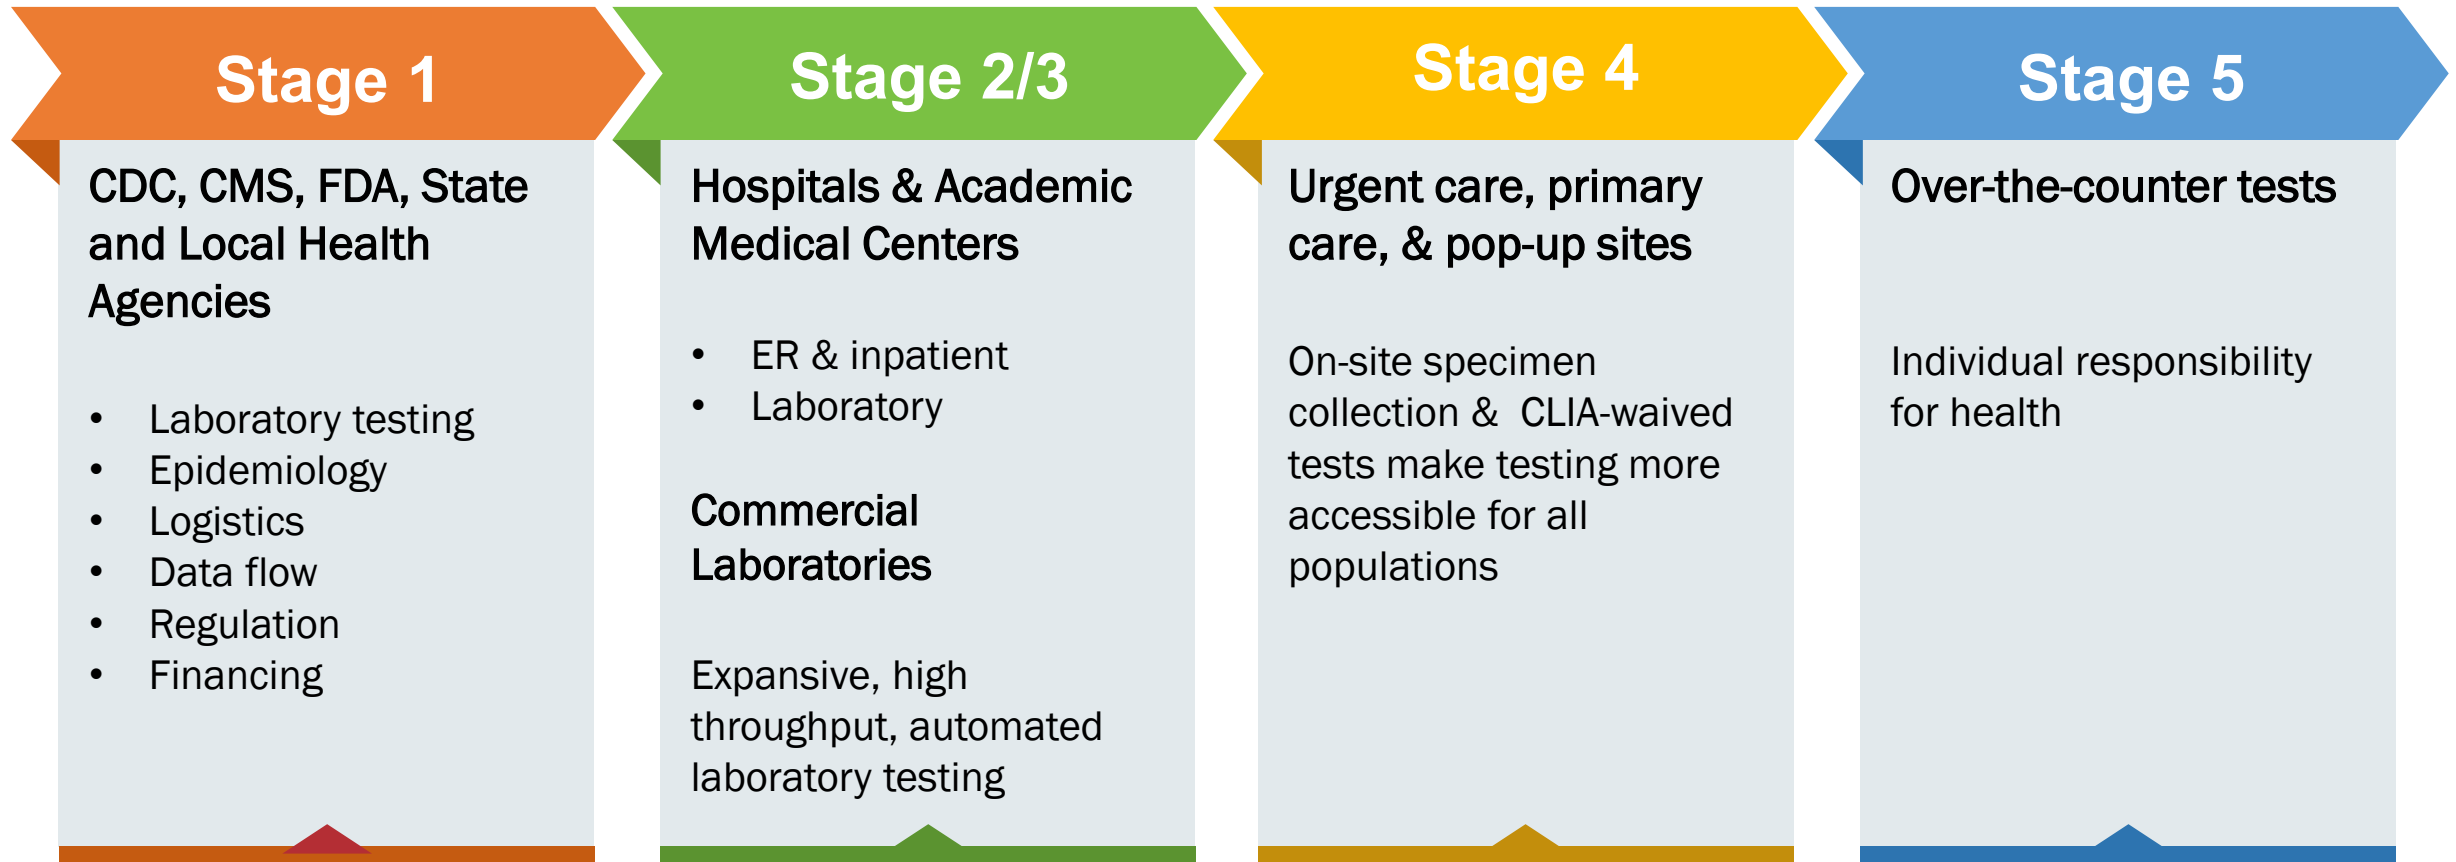 Stage 1
CDC, CMS, FDA, State
and Local Health
Agencies
• Laboratory testing
• Epidemiology
• Logistics
• Data flow
• Regulation
• Financing
Stage 2/3
Hospitals & Academic
Medical Centers
• ER & inpatient
• Laboratory
Commercial
Laboratories
Expansive, high
throughput, automated
laboratory testing
Stage 4
Urgent care, primary
care, & pop-up sites
On-site specimen
collection & CLIA-waived
tests make testing more
accessible for all
populations
Stage 5
Over-the-counter tests
Individual responsibility
for health